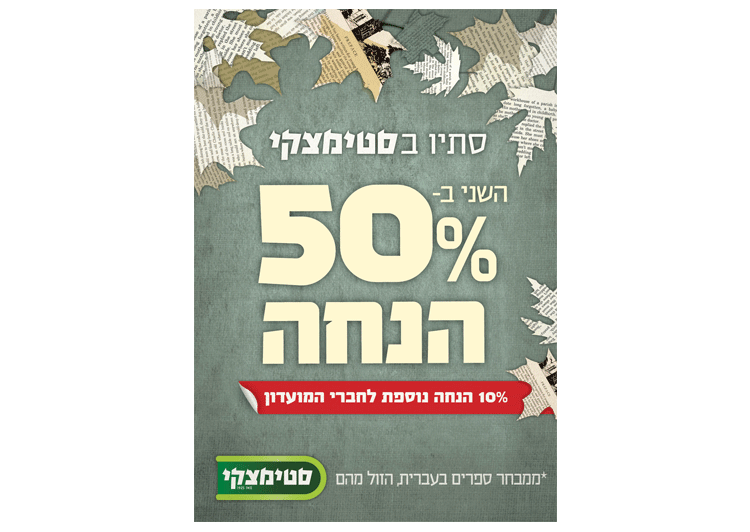 סתיו בסטימצקי
השני ב-
50%
הנחה
10% הנחה נוספת לחברי המועדון
*ממבחר ספרים בעברית, הזול מהם
סטימצקי